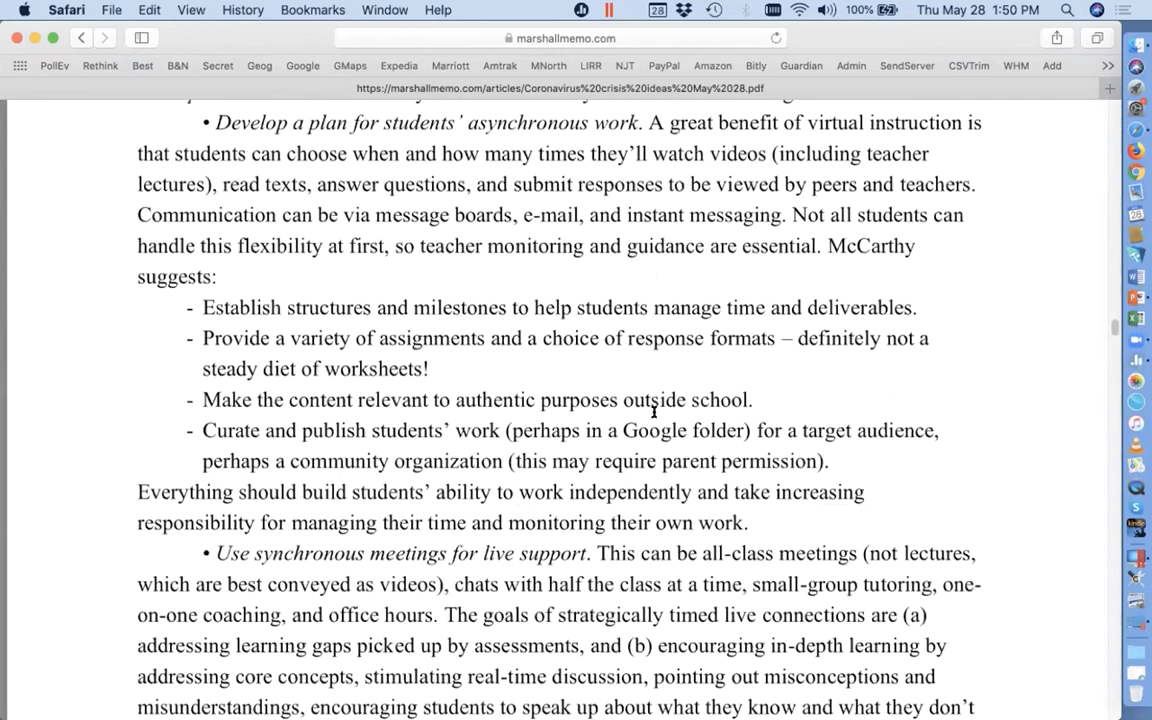 Safari File Edit View History Bookmarks Window Help 28 100% Thu May 28 1:50 PM
marshallmemo.com
PollEv Rethink Best B&N Secret Geog Google GMaps Expedia Marriott Amtrak MNorth LIRR NJT PayPal Amazon Bitly Guardian Admin SendServer CSVTrim WHM Add >>
https://marshallmemo.com/articles/Coronavirus%20crisis%20ideas%20May%2028.pdf
• Develop a plan for students’ asynchronous work. A great benefit of virtual instruction is
that students can choose when and how many times they’ll watch videos (including teacher
lectures), read texts, answer questions, and submit responses to be viewed by peers and teachers.
Communication can be via message boards, e-mail, and instant messaging. Not all students can
handle this flexibility at first, so teacher monitoring and guidance are essential. McCarthy
suggests:
- Establish structures and milestones to help students manage time and deliverables.
- Provide a variety of assignments and a choice of response formats – definitely not a
steady diet of worksheets!
- Make the content relevant to authentic purposes outside school.
- Curate and publish students’ work (perhaps in a Google folder) for a target audience,
perhaps a community organization (this may require parent permission).
Everything should build students’ ability to work independently and take increasing
responsibility for managing their time and monitoring their own work.
• Use synchronous meetings for live support. This can be all-class meetings (not lectures,
which are best conveyed as videos), chats with half the class at a time, small-group tutoring, one-
on-one coaching, and office hours. The goals of strategically timed live connections are (a)
addressing learning gaps picked up by assessments, and (b) encouraging in-depth learning by
addressing core concepts, stimulating real-time discussion, pointing out misconceptions and
misunderstandings, encouraging students to speak up about what they know and what they don’t